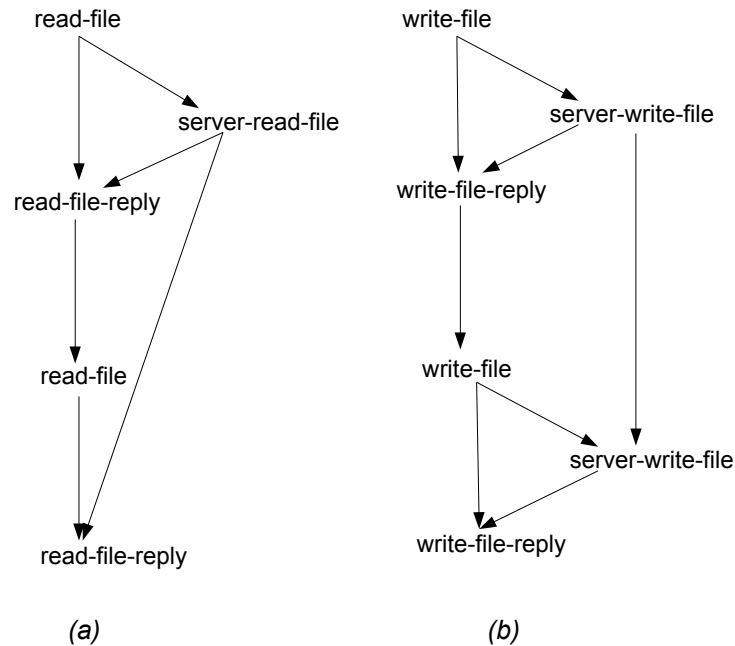 read-file
server-read-file
read-file-reply
read-file
read-file-reply
(a)
write-file
server-write-file
write-file-reply
write-file
server-write-file
write-file-reply
(b)